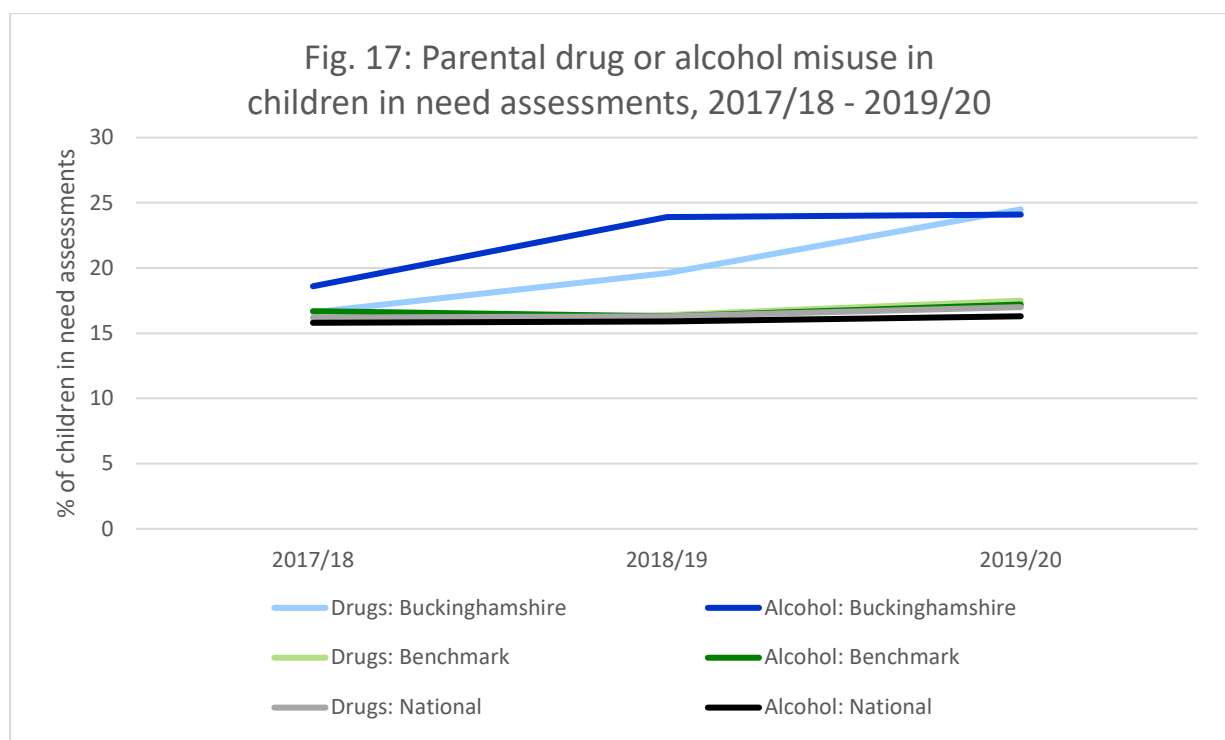 Fig. 17: Parental drug or alcohol misuse in
children in need assessments, 2017/18 - 2019/20
% of children in need assessments
30
25
20
15
10
5
0
2017/18 2018/19 2019/20
Drugs: Buckinghamshire Alcohol: Buckinghamshire
Drugs: Benchmark Alcohol: Benchmark
Drugs: National Alcohol: National